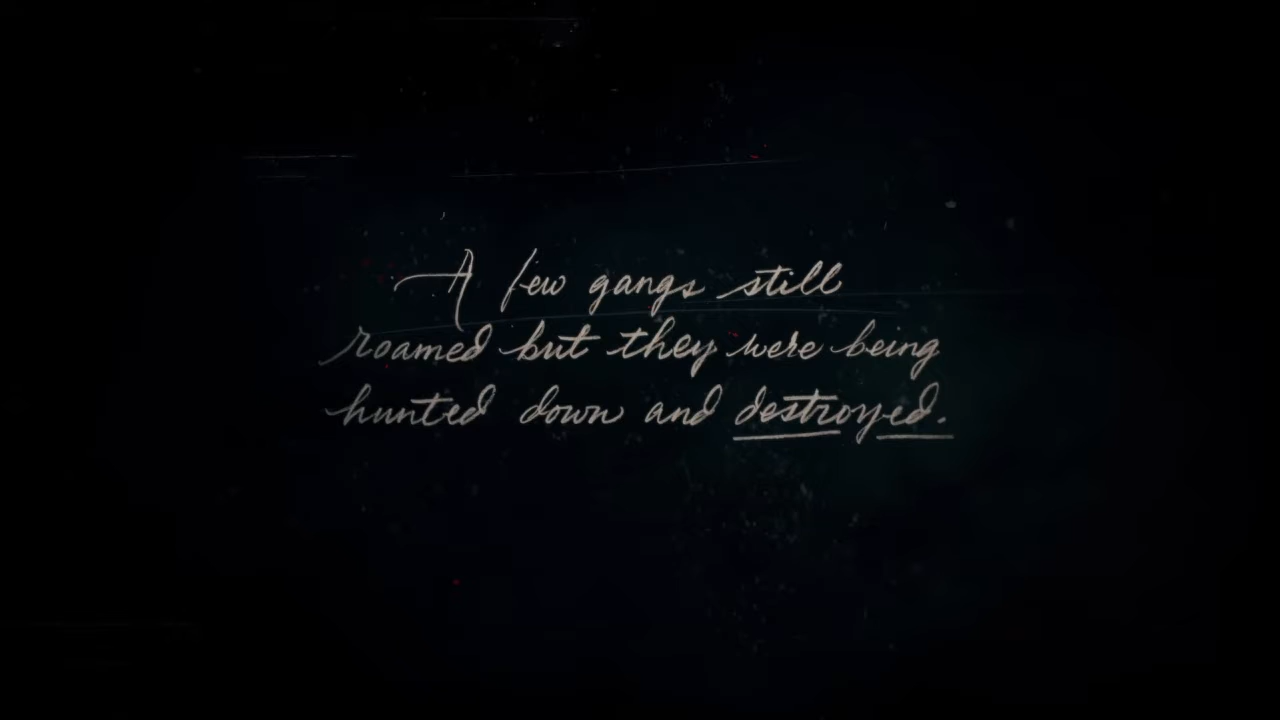 A few gangs still
roamed but they were being
hunted down and destroyed.